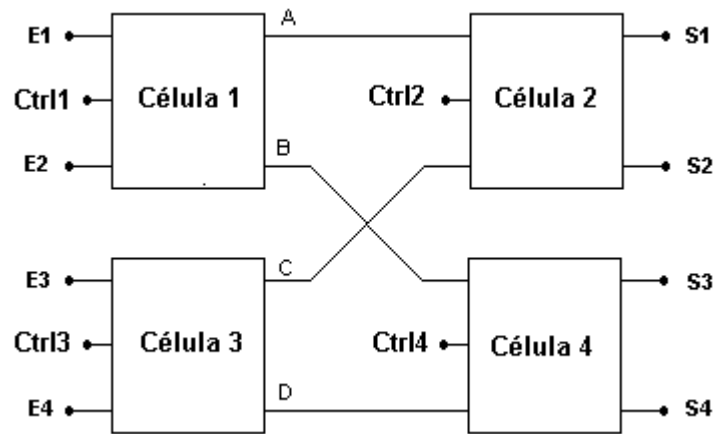 E1 A S1
Ctrl1 Célula 1 Ctrl2 Célula 2
E2 B S2
E3 C S3
Ctrl3 Célula 3 Ctrl4 Célula 4
E4 D S4